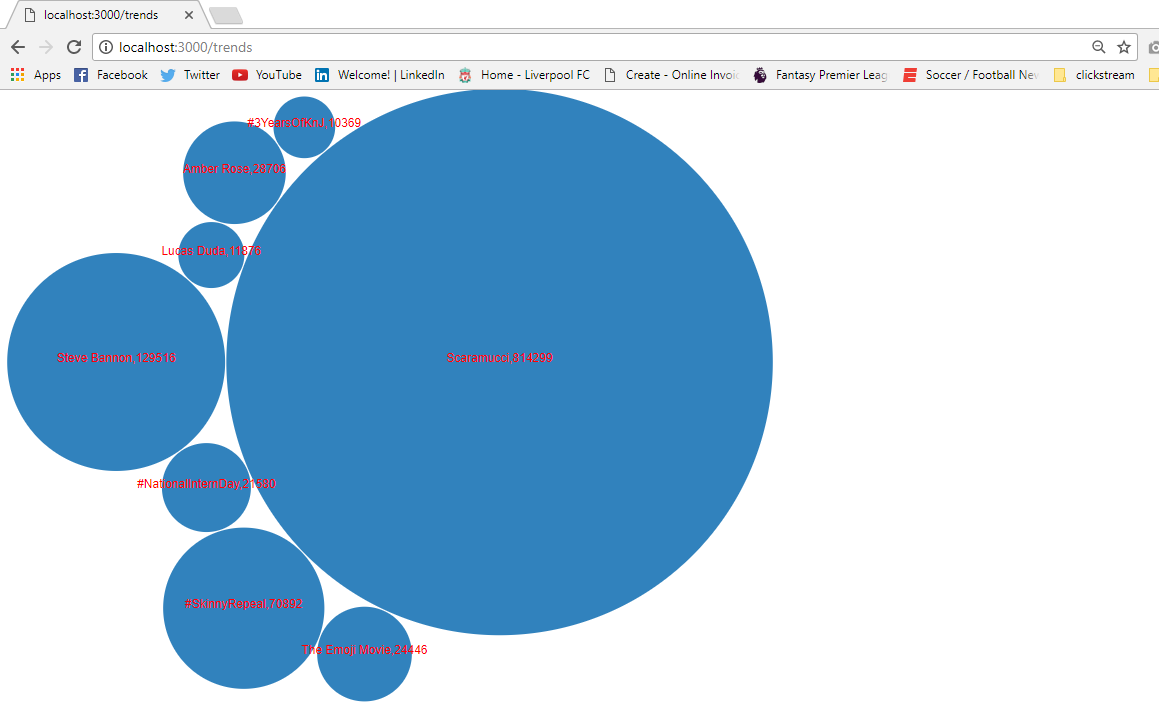 localhost:3000/trends
localhost:3000/trends
Apps Facebook Twitter YouTube Welcome! | LinkedIn Home - Liverpool FC Create - Online Invoic Fantasy Premier Leag Soccer / Football Nev clickstream
#3YearsOfKnJ,10369
Amber Rose,28706
Lucas Duda,11876
Steve Bannon,129516
Scaramucci,814299
#NationalInternDay,21580
#SkinnyRepeal,70892
The Emoji Movie,24446